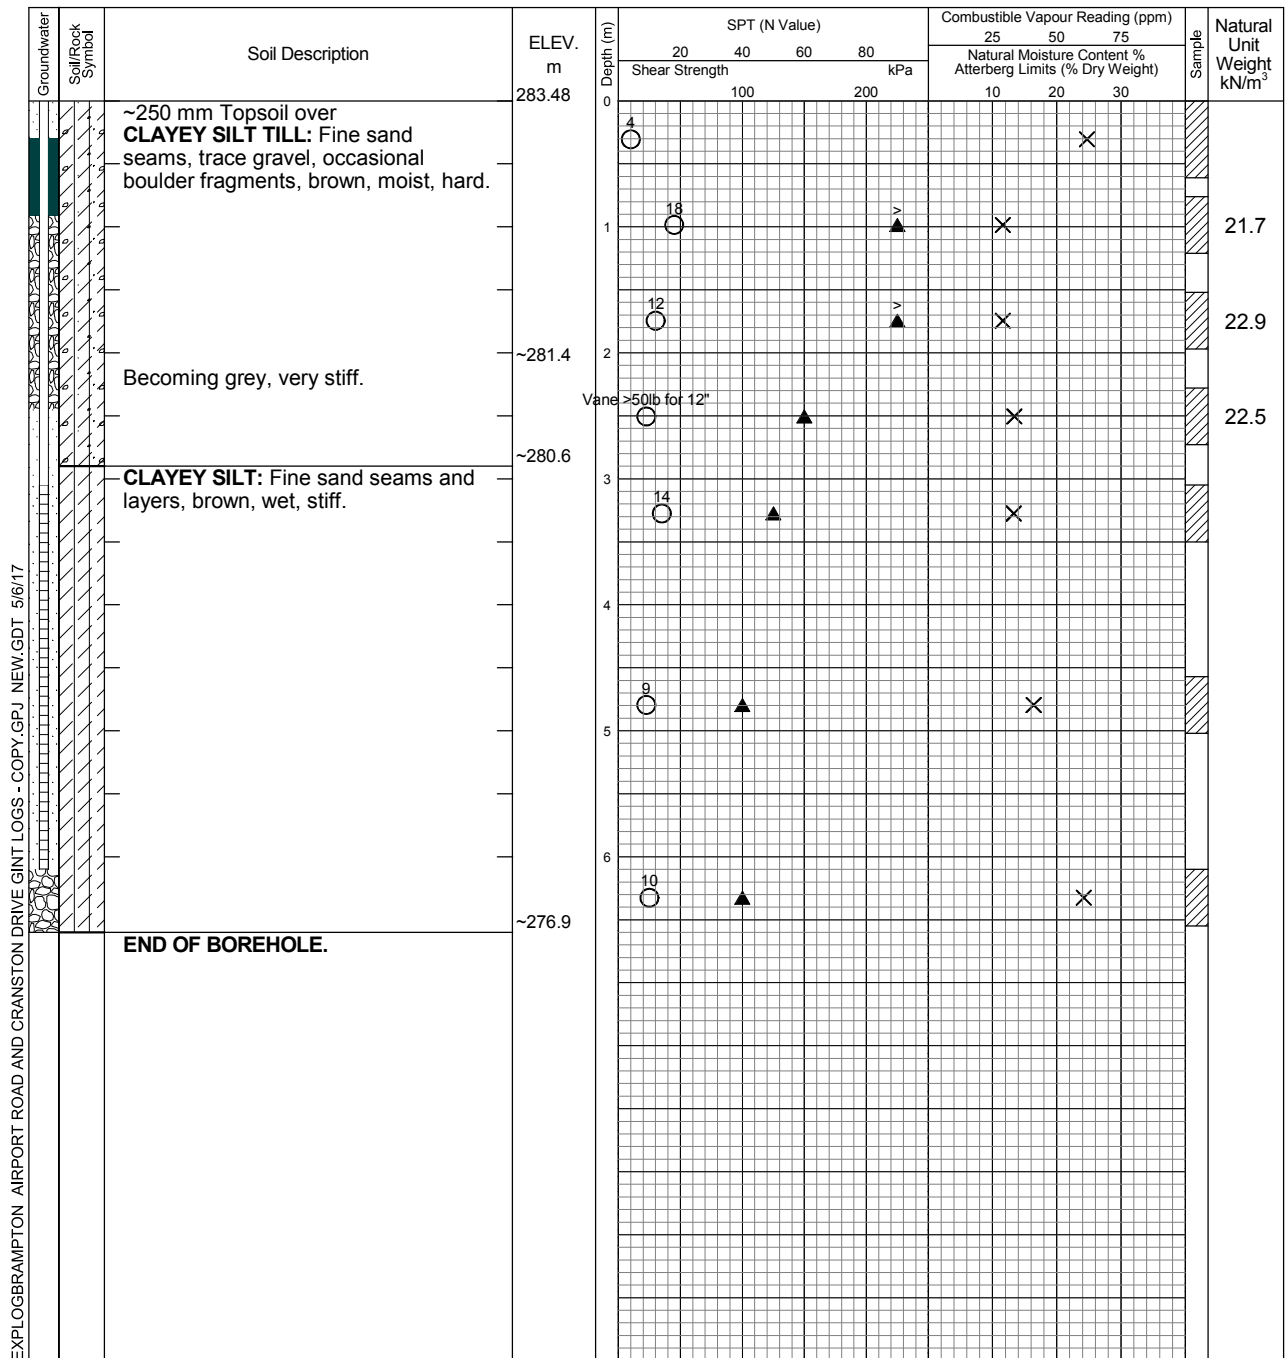 Groundwater
Soil/Rock
Symbol
Soil Description
ELEV.
m
283.48
Depth (m)
SPT (N Value)
20 40 60 80
Shear Strength kPa
100 200
Combustible Vapour Reading (ppm)
25 50 75
Natural Moisture Content %
Atterberg Limits (% Dry Weight)
10 20 30
Sample
Natural
Unit
Weight
kN/m³
0
~250 mm Topsoil over
CLAYEY SILT TILL: Fine sand
seams, trace gravel, occasional
boulder fragments, brown, moist, hard.
4
18
>
1
21.7
12
>
22.9
2
~281.4
Becoming grey, very stiff.
Vane >50lb for 12"
22.5
~280.6
CLAYEY SILT: Fine sand seams and
layers, brown, wet, stiff.
3
14
4
9
5
6
10
~276.9
END OF BOREHOLE.
EXPLOGBRAMPTON AIRPORT ROAD AND CRANSTON DRIVE GINT LOGS - COPY.GPJ NEW.GDT 5/6/17